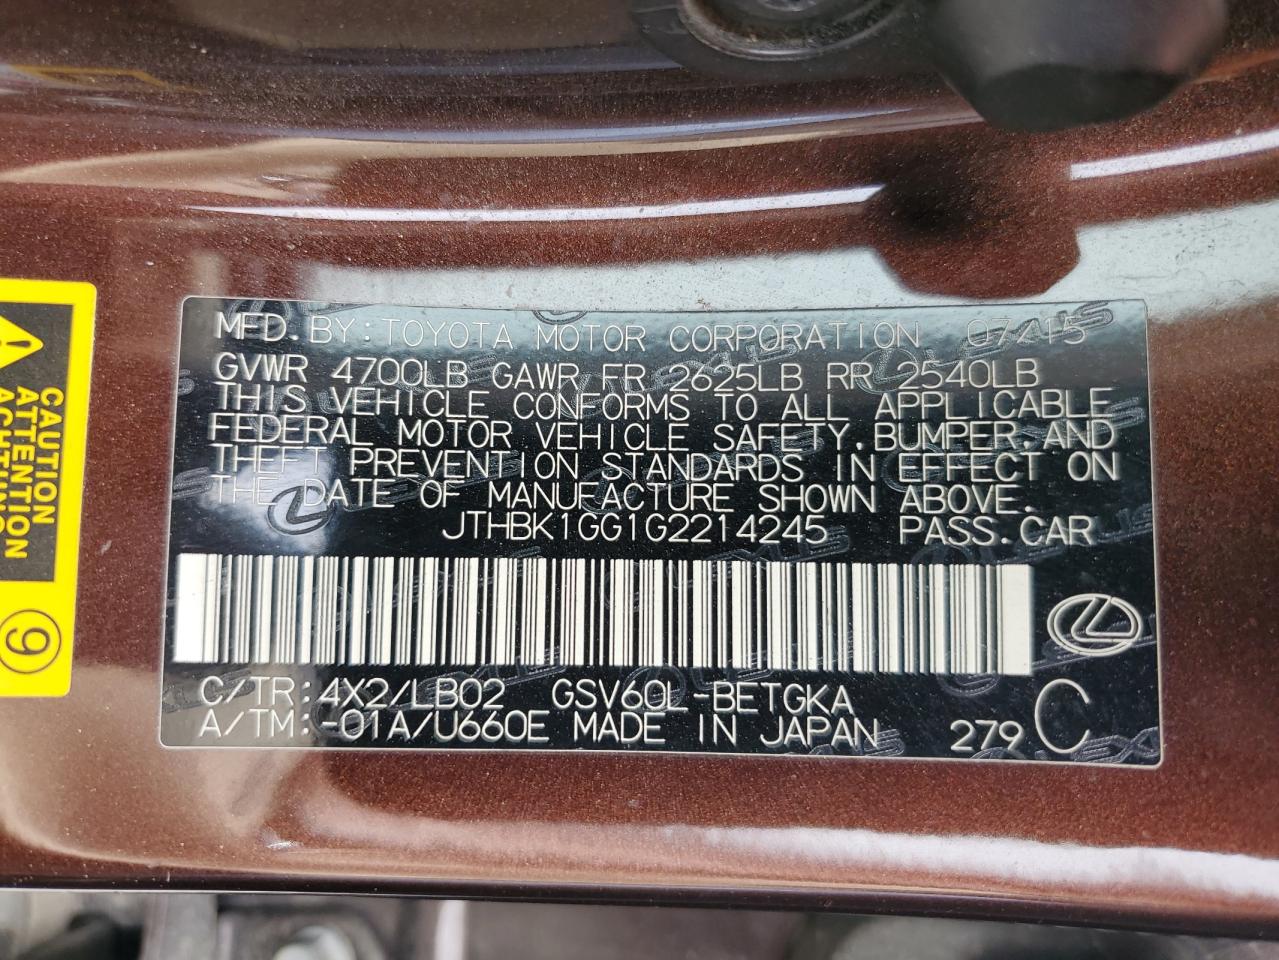 MFD. BY:TOYOTA MOTOR CORPORATION 07/15
GVWR 4700LB GAWR FR 2625LB RR 2540LB
THIS VEHICLE CONFORMS TO ALL APPLICABLE
FEDERAL MOTOR VEHICLE SAFETY,BUMPER,AND
THEFT PREVENTION STANDARDS IN EFFECT ON
THE DATE OF MANUFACTURE SHOWN ABOVE.
JTHBK1GG1G2214245 PASS.CAR
C/TR:4X2/LB02 GSV60L-BETGKA
A/TM:-01A/U660E MADE IN JAPAN 279 C
CAUTION
ATTENTION
ACHTUNG
9